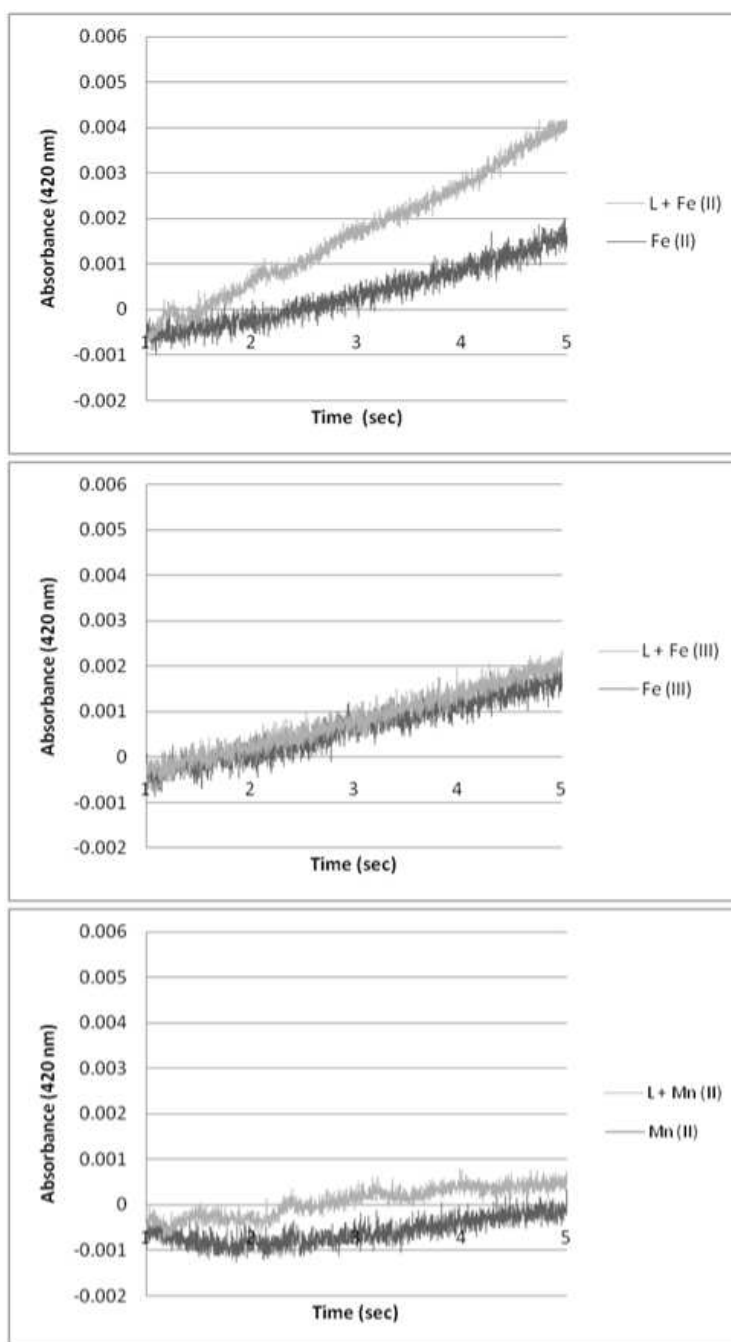 0.006
0.005
0.004
0.003
0.002
0.001
0
-0.001
-0.002
Absorbance (420 nm)
1 2 3 4 5
Time (sec)
L + Fe (II)
Fe (II)
0.006
0.005
0.004
0.003
0.002
0.001
0
-0.001
-0.002
Absorbance (420 nm)
1 2 3 4 5
Time (sec)
L + Fe (III)
Fe (III)
0.006
0.005
0.004
0.003
0.002
0.001
0
-0.001
-0.002
Absorbance (420 nm)
1 2 3 4 5
Time (sec)
L + Mn (II)
Mn (II)